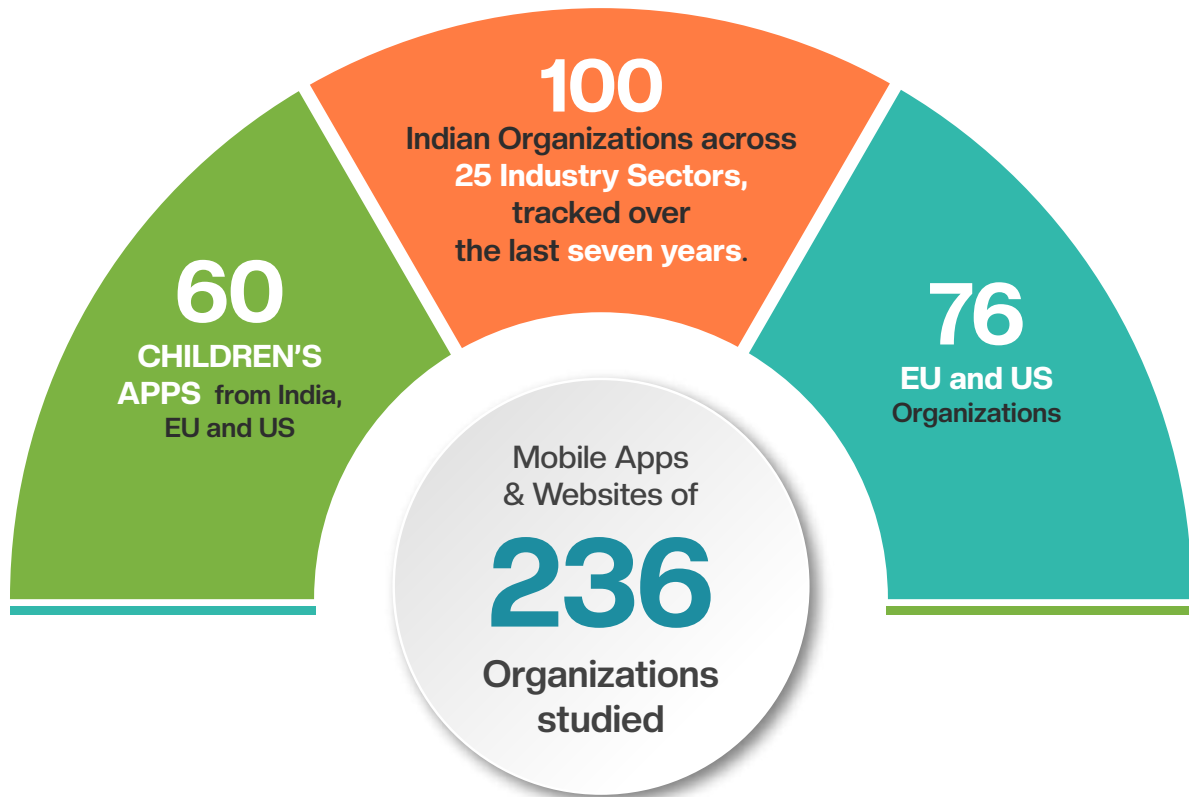 100
Indian Organizations across
25 Industry Sectors,
tracked over
the last seven years.
60
CHILDREN'S
APPS from India,
EU and US
76
EU and US
Organizations
Mobile Apps
& Websites of
236
Organizations
studied